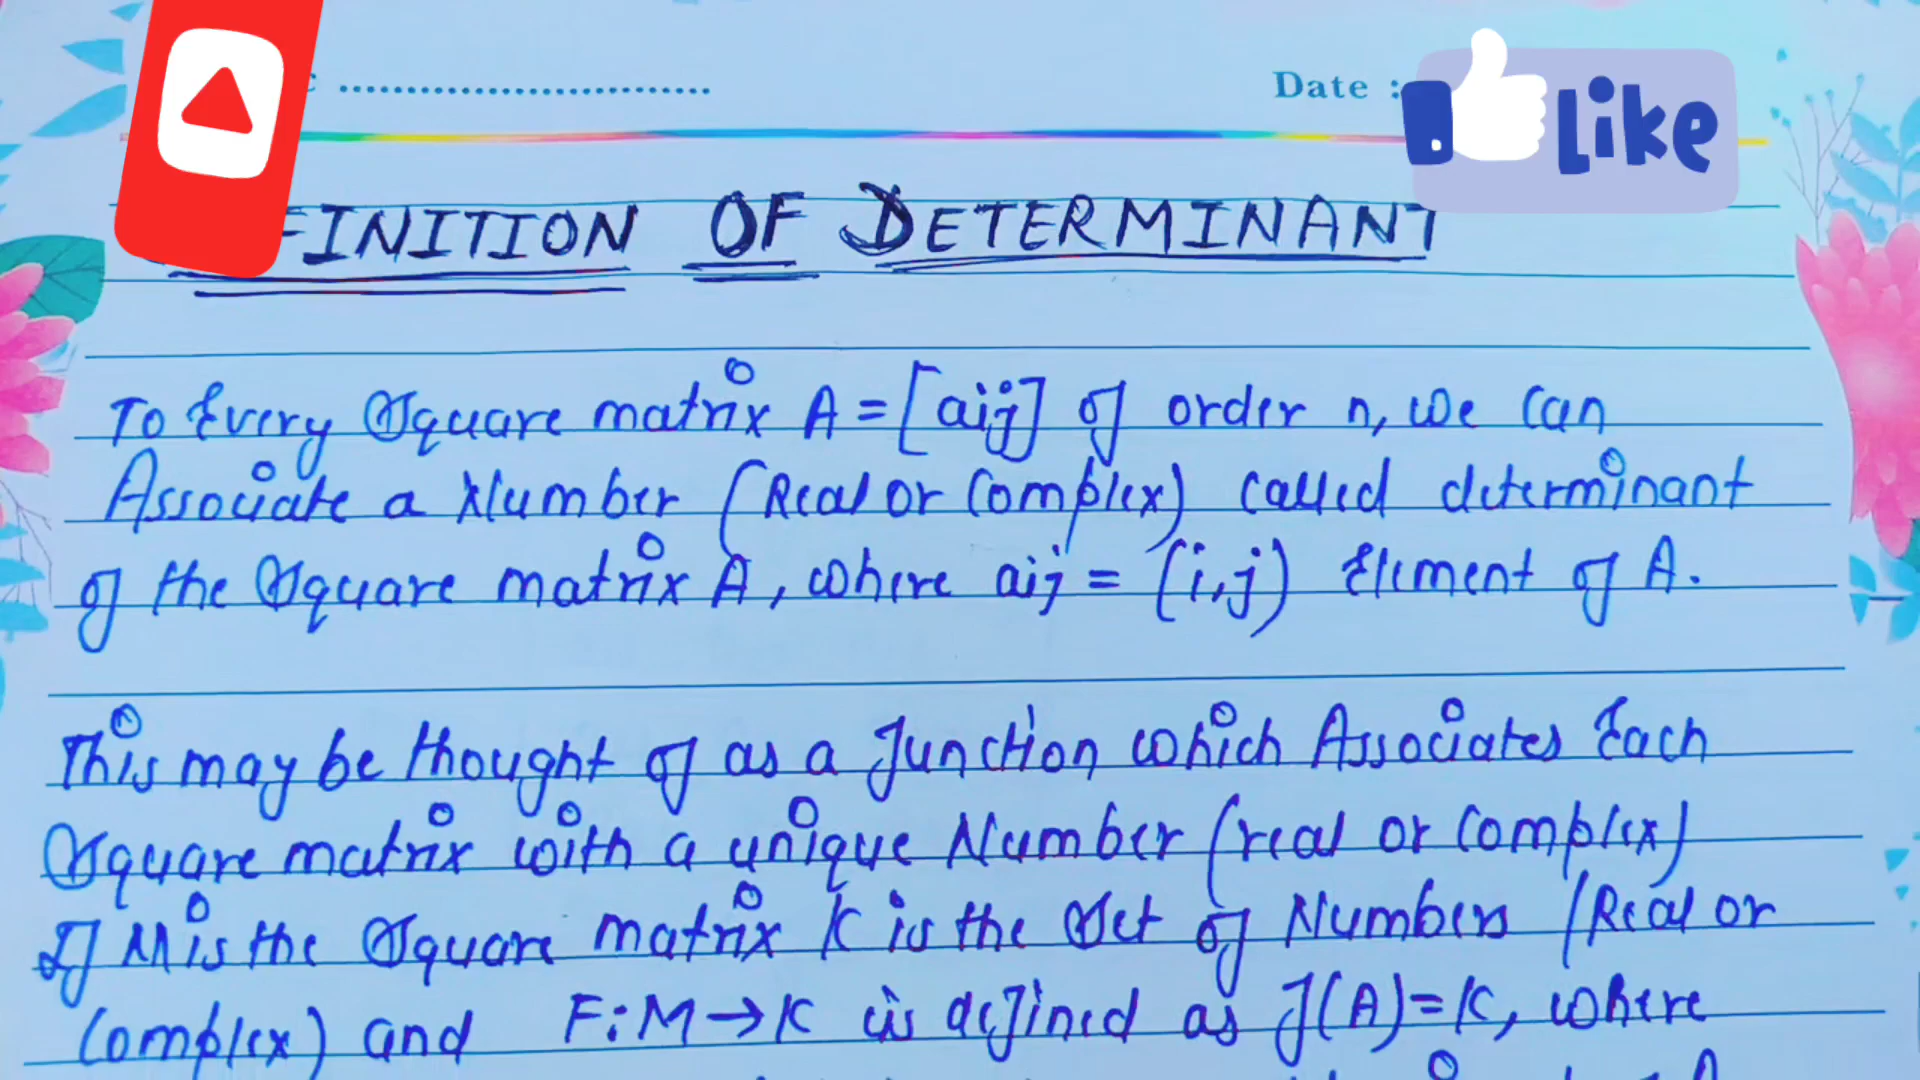 Date :
Like
FINITION OF DETERMINANT
To Every Square matrix A = [aij] of order n, we can
Associate a Number (Real or Complex) called determinant
of the Square matrix A, where aij = (i,j) Element of A.
This may be thought of as a function which Associates Each
Square matrix with a unique Number (real or complex)
If M is the Square matrix K is the Set of Numbers (Real or
Complex) and F: M → K is defined as f(A) = K, where